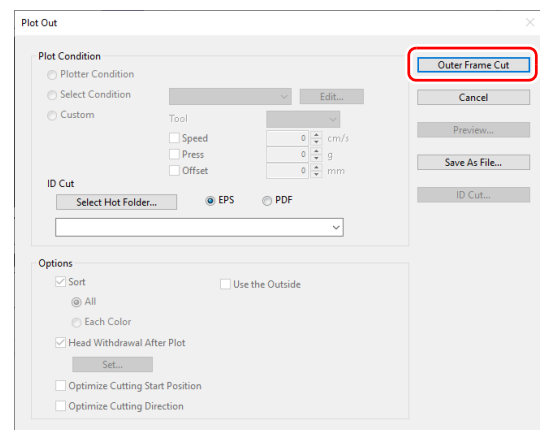 Plot Out
Plot Condition
Plotter Condition
Select Condition
Edit...
Custom
Tool
Speed
0
cm/s
Press
0
g
Offset
0
mm
ID Cut
Select Hot Folder...
EPS
PDF
Options
Sort
Use the Outside
All
Each Color
Head Withdrawal After Plot
Set...
Optimize Cutting Start Position
Optimize Cutting Direction
Outer Frame Cut
Cancel
Preview...
Save As File...
ID Cut...